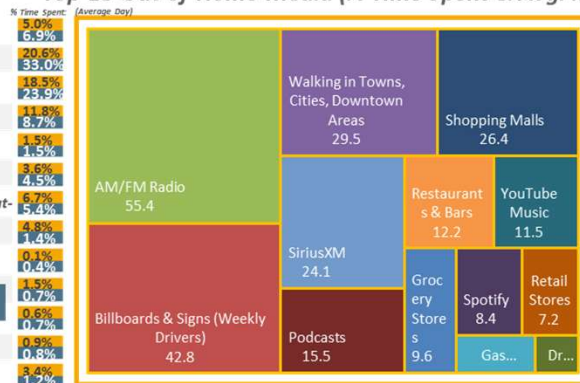 % Time Spent:
(Average Day)
5.0%
6.9%
20.6%
33.0%
18.5%
23.9%
11.8%
8.7%
1.5%
1.5%
3.6%
4.5%
6.7%
5.4%
4.8%
1.4%
0.1%
0.4%
1.5%
0.7%
0.6%
0.7%
0.9%
0.8%
3.4%
1.2%
AM/FM Radio
55.4
Billboards & Signs (Weekly
Drivers)
42.8
Walking in Towns,
Cities, Downtown
Areas
29.5
Shopping Malls
26.4
SiriusXM
24.1
Podcasts
15.5
Restaurant
s & Bars
12.2
YouTube
Music
11.5
Groc
ery
Store
s
9.6
Spotify
8.4
Retail
Stores
7.2
Gas...
Dr...